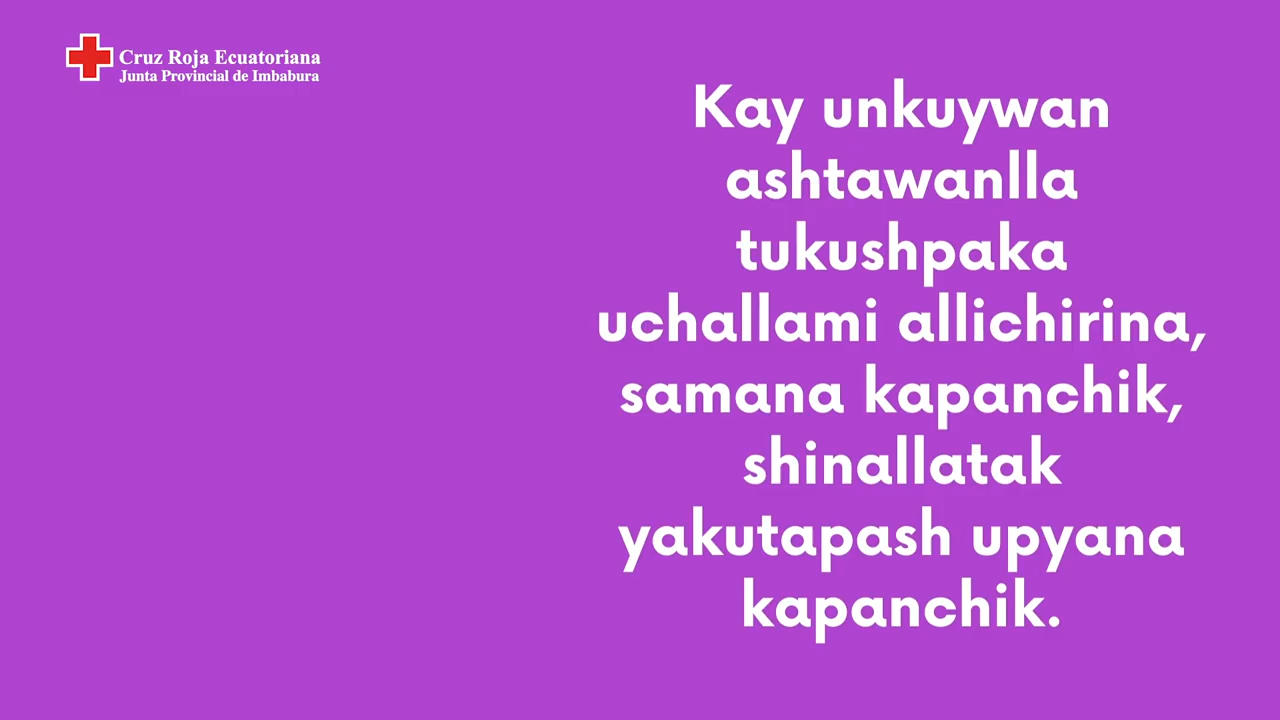 Cruz Roja Ecuatoriana
Junta Provincial de Imbabura
Kay unkuywan
ashtawanlla
tukushpaka
uchallami allichirina,
samana kapanchik,
shinallatak
yakutapash upyana
kapanchik.